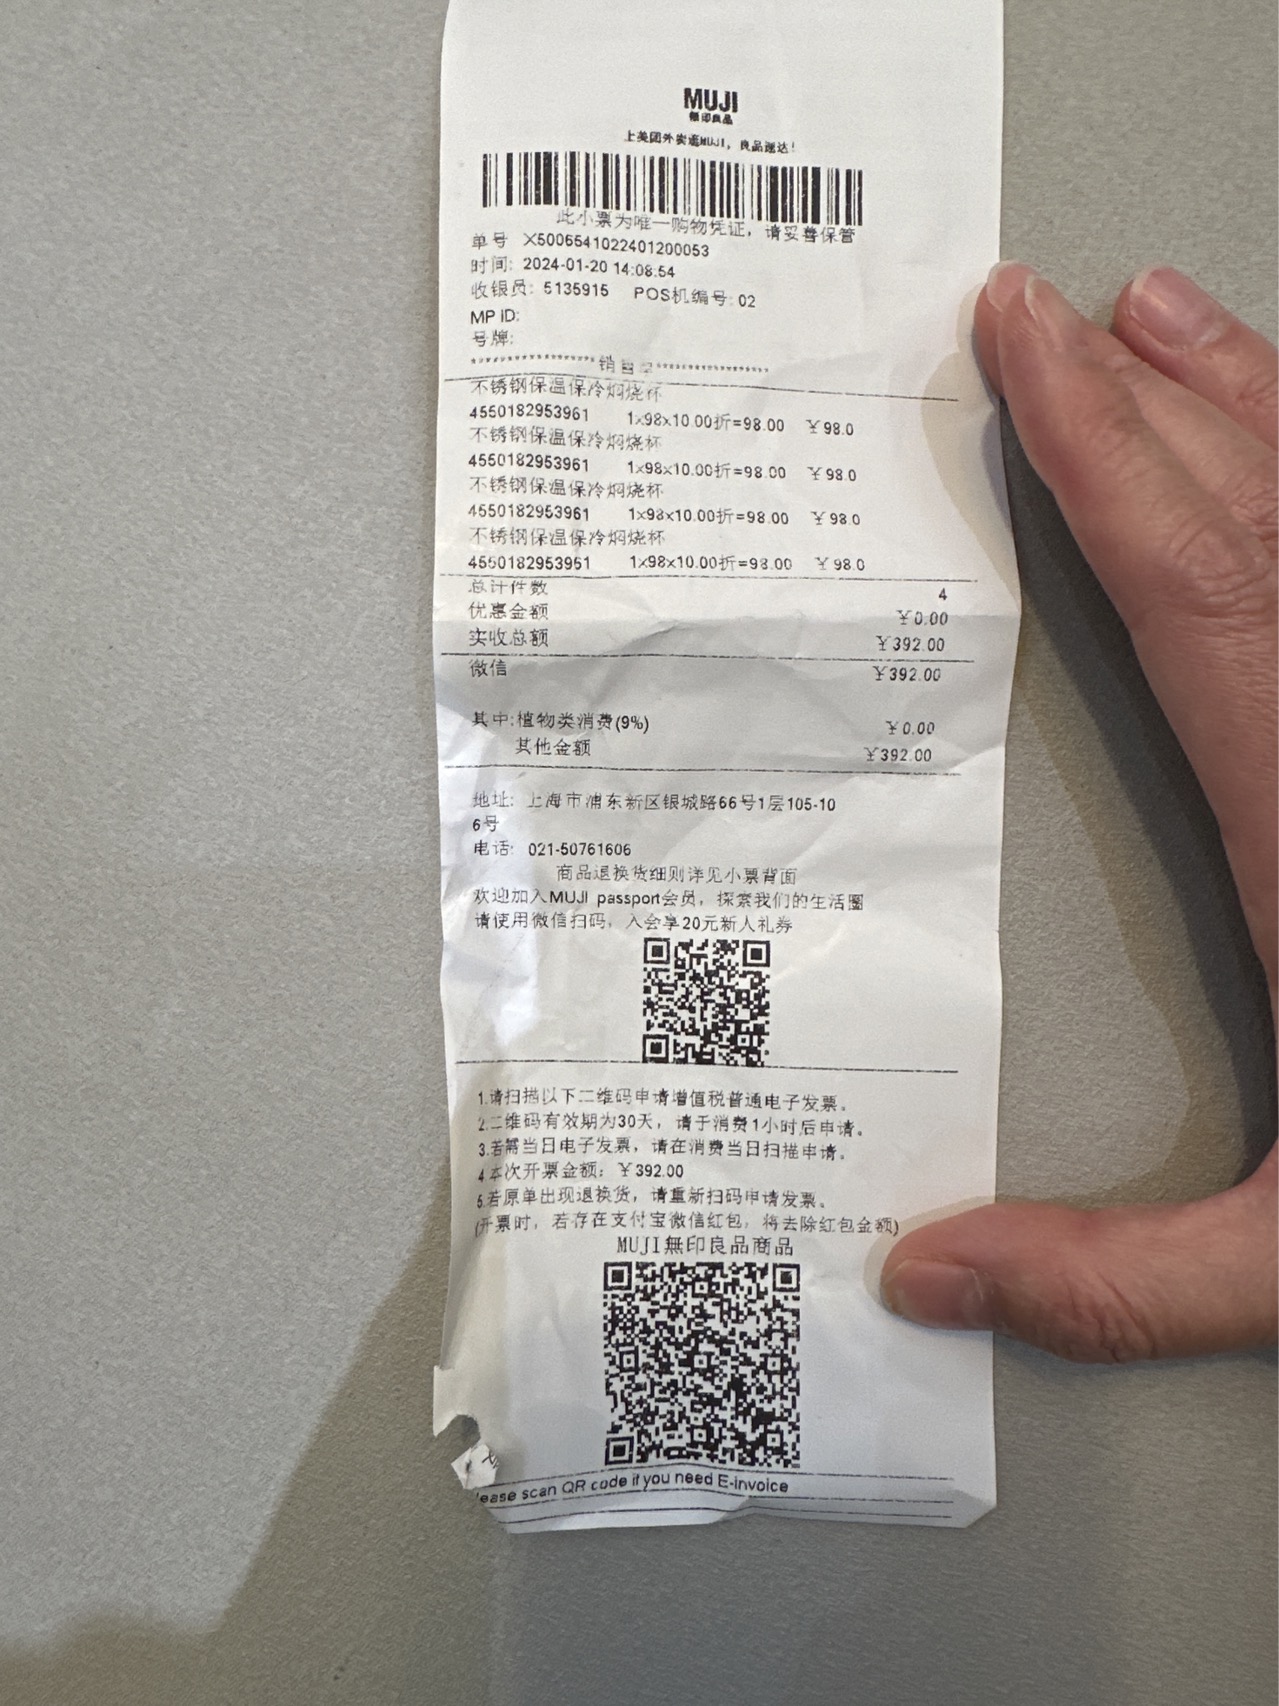 MUJI
無印良品
上美团外卖逛MUJI，良品速达！
此小票为唯一购物凭证，请妥善保管
单号 X5006541022401200053
时间: 2024-01-20 14:08:54
收银员: 5135915 POS机编号: 02
MP ID:
号牌:
销售单
不锈钢保温保冷焖烧杯
4550182953961 1x98x10.00折=98.00 ￥98.0
不锈钢保温保冷焖烧杯
4550182953961 1x98x10.00折=98.00 ￥98.0
不锈钢保温保冷焖烧杯
4550182953961 1x98x10.00折=98.00 ￥98.0
不锈钢保温保冷焖烧杯
4550182953961 1x98x10.00折=98.00 ￥98.0
总计件数 4
优惠金额 ￥0.00
实收总额 ￥392.00
微信 ￥392.00
其中:植物类消费(9%) ￥0.00
其他金额 ￥392.00
地址: 上海市浦东新区银城路66号1层105-10
6号
电话: 021-50761606
商品退换货细则详见小票背面
欢迎加入MUJI passport会员，探索我们的生活圈
请使用微信扫码，入会享20元新人礼券
1.请扫描以下二维码申请增值税普通电子发票。
2.二维码有效期为30天，请于消费1小时后申请。
3.若需当日电子发票，请在消费当日扫描申请。
4.本次开票金额：￥392.00
5.若原单出现退换货，请重新扫码申请发票。
(开票时，若存在支付宝微信红包，将去除红包金额)
MUJI無印良品商品
lease scan QR code if you need E-invoice